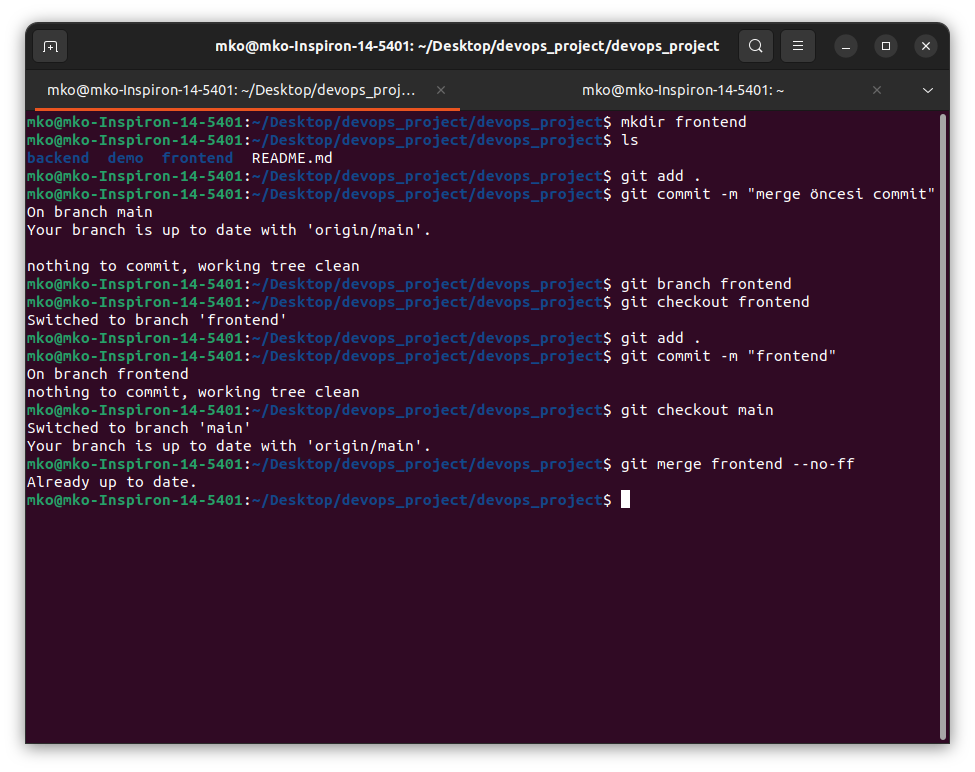 mko@mko-Inspiron-14-5401: ~/Desktop/devops_project/devops_project
mko@mko-Inspiron-14-5401: ~/Desktop/devops_proj...
mko@mko-Inspiron-14-5401: ~
mko@mko-Inspiron-14-5401:~/Desktop/devops_project/devops_project$ mkdir frontend
mko@mko-Inspiron-14-5401:~/Desktop/devops_project/devops_project$ ls
backend  demo  frontend  README.md
mko@mko-Inspiron-14-5401:~/Desktop/devops_project/devops_project$ git add .
mko@mko-Inspiron-14-5401:~/Desktop/devops_project/devops_project$ git commit -m "merge öncesi commit"
On branch main
Your branch is up to date with 'origin/main'.

nothing to commit, working tree clean
mko@mko-Inspiron-14-5401:~/Desktop/devops_project/devops_project$ git branch frontend
mko@mko-Inspiron-14-5401:~/Desktop/devops_project/devops_project$ git checkout frontend
Switched to branch 'frontend'
mko@mko-Inspiron-14-5401:~/Desktop/devops_project/devops_project$ git add .
mko@mko-Inspiron-14-5401:~/Desktop/devops_project/devops_project$ git commit -m "frontend"
On branch frontend
nothing to commit, working tree clean
mko@mko-Inspiron-14-5401:~/Desktop/devops_project/devops_project$ git checkout main
Switched to branch 'main'
Your branch is up to date with 'origin/main'.
mko@mko-Inspiron-14-5401:~/Desktop/devops_project/devops_project$ git merge frontend --no-ff
Already up to date.
mko@mko-Inspiron-14-5401:~/Desktop/devops_project/devops_project$